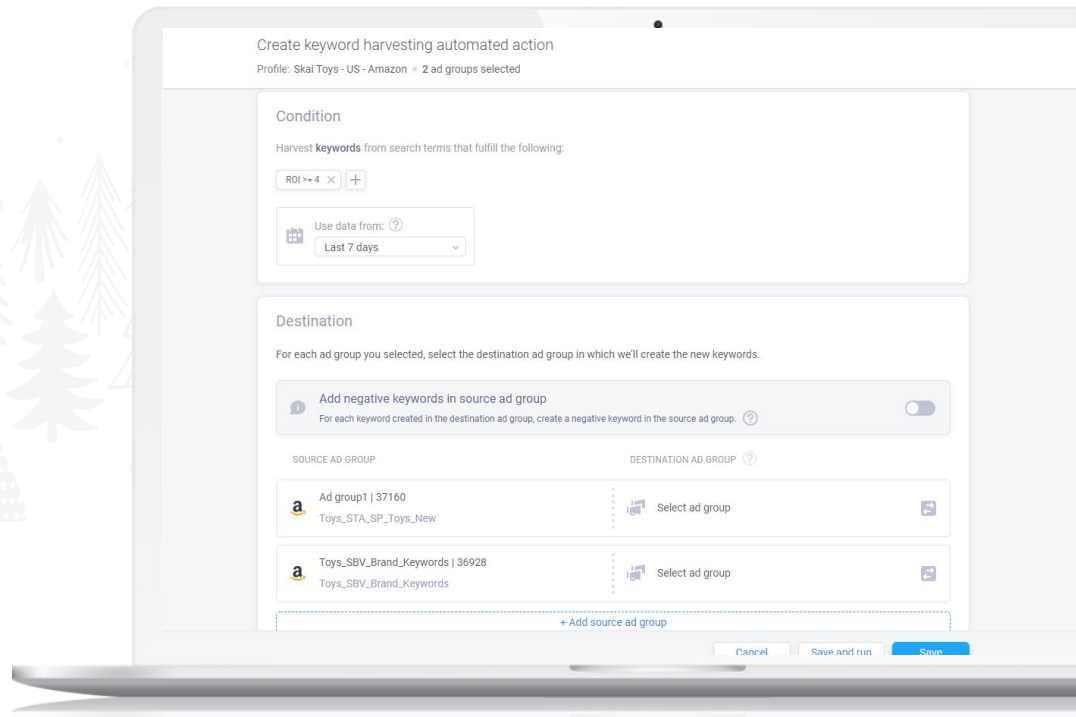 Create keyword harvesting automated action
Profile: Skai Toys - US - Amazon • 2 ad groups selected
Condition
Harvest keywords from search terms that fulfill the following:
ROI >= 4 × +
Use data from: ?
Last 7 days
Destination
For each ad group you selected, select the destination ad group in which we'll create the new keywords.
Add negative keywords in source ad group
For each keyword created in the destination ad group, create a negative keyword in the source ad group. ?
SOURCE AD GROUP DESTINATION AD GROUP ?
Ad group1 | 37160
Toys_STA_SP_Toys_New
Select ad group
Toys_SBV_Brand_Keywords | 36928
Toys_SBV_Brand_Keywords
Select ad group
+ Add source ad group
Cancel Save and run Save